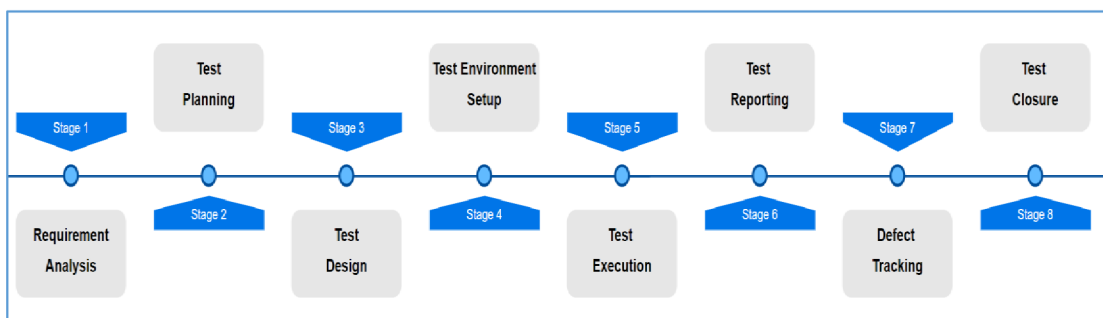 Test
Planning
Test Environment
Setup
Test
Reporting
Test
Closure
Stage 1
Stage 3
Stage 5
Stage 7
Stage 2
Stage 4
Stage 6
Stage 8
Requirement
Analysis
Test
Design
Test
Execution
Defect
Tracking